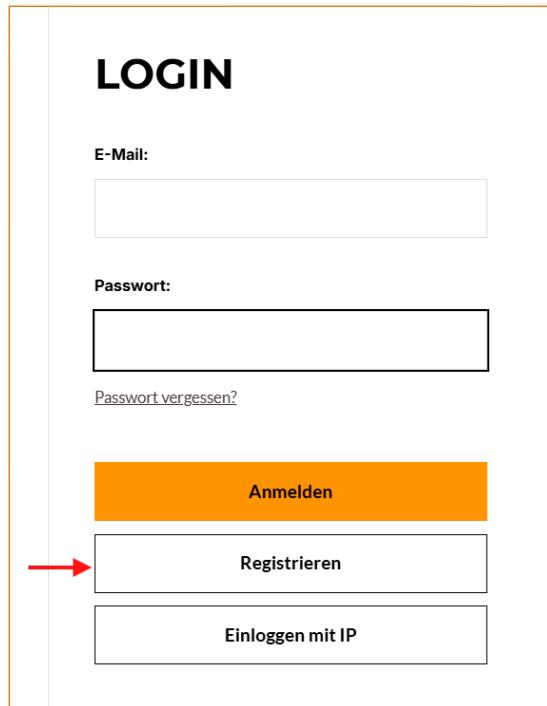 LOGIN
E-Mail:
Passwort:
Passwort vergessen?
Anmelden
Registrieren
Einloggen mit IP